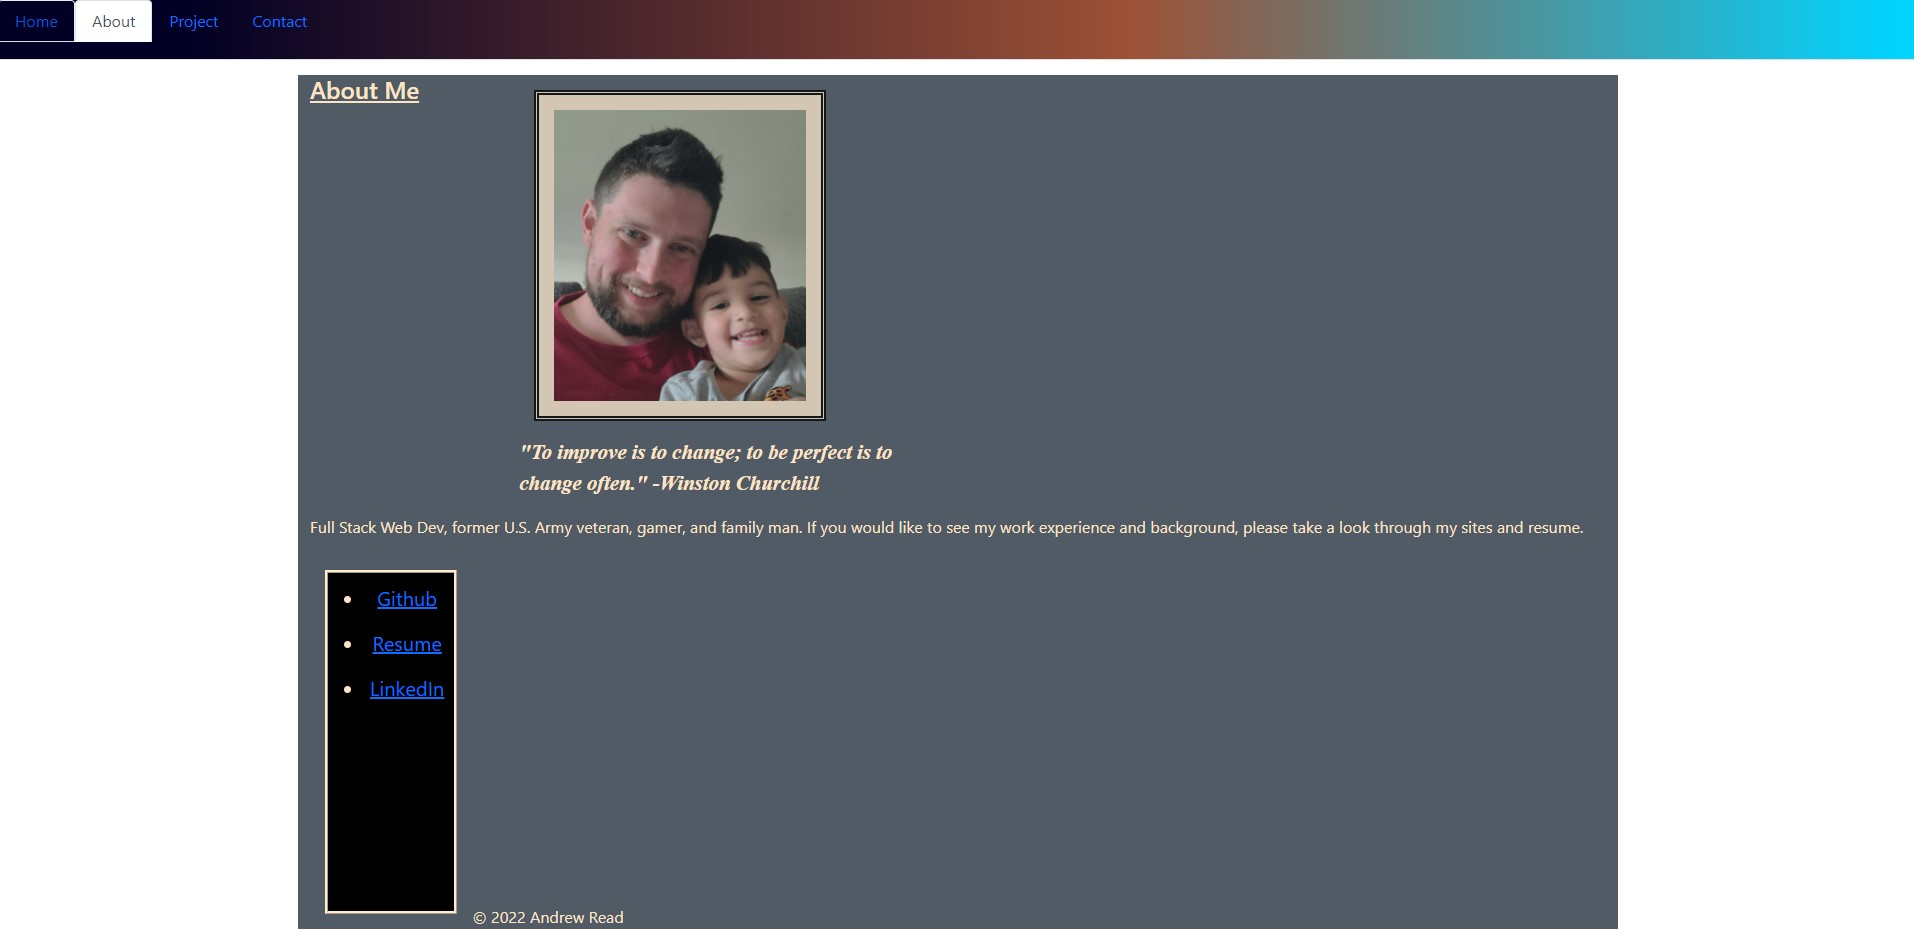 Home About Project Contact
About Me
"To improve is to change; to be perfect is to
change often." -Winston Churchill
Full Stack Web Dev, former U.S. Army veteran, gamer, and family man. If you would like to see my work experience and background, please take a look through my sites and resume.
Github
Resume
LinkedIn
© 2022 Andrew Read